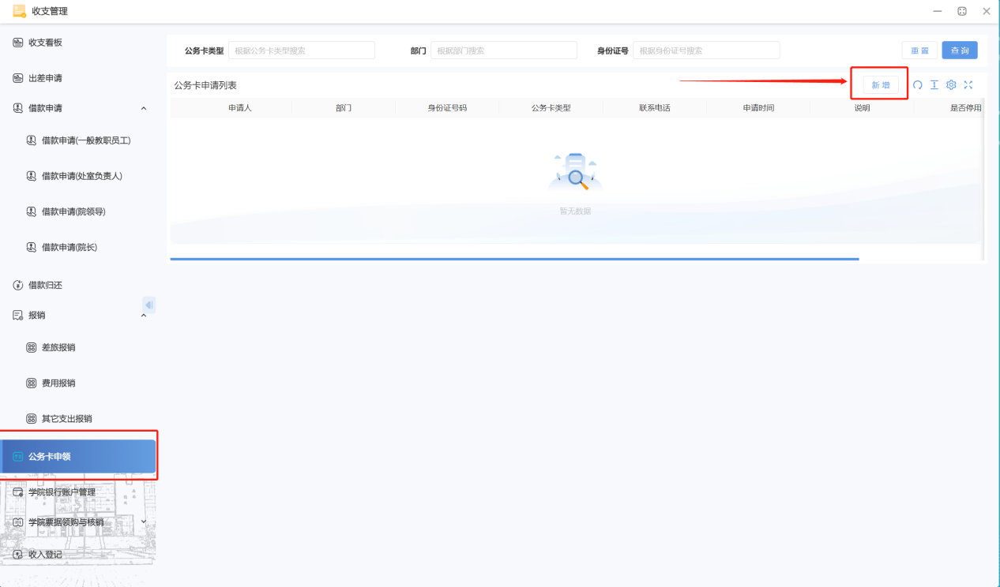 收支管理
收支看板
出差申请
借款申请
借款申请(一般教职员工)
借款申请(处室负责人)
借款申请(院领导)
借款申请(院长)
借款归还
报销
差旅报销
费用报销
其它支出报销
公务卡申领
学院银行账户管理
学院票据领购与核销
收入登记
公务卡类型 根据公务卡类型搜索 部门 根据部门搜索 身份证号 根据身份证号搜索 重置 查询
公务卡申请列表 新增
申请人 部门 身份证号码 公务卡类型 联系电话 申请时间 说明 是否停用
暂无数据